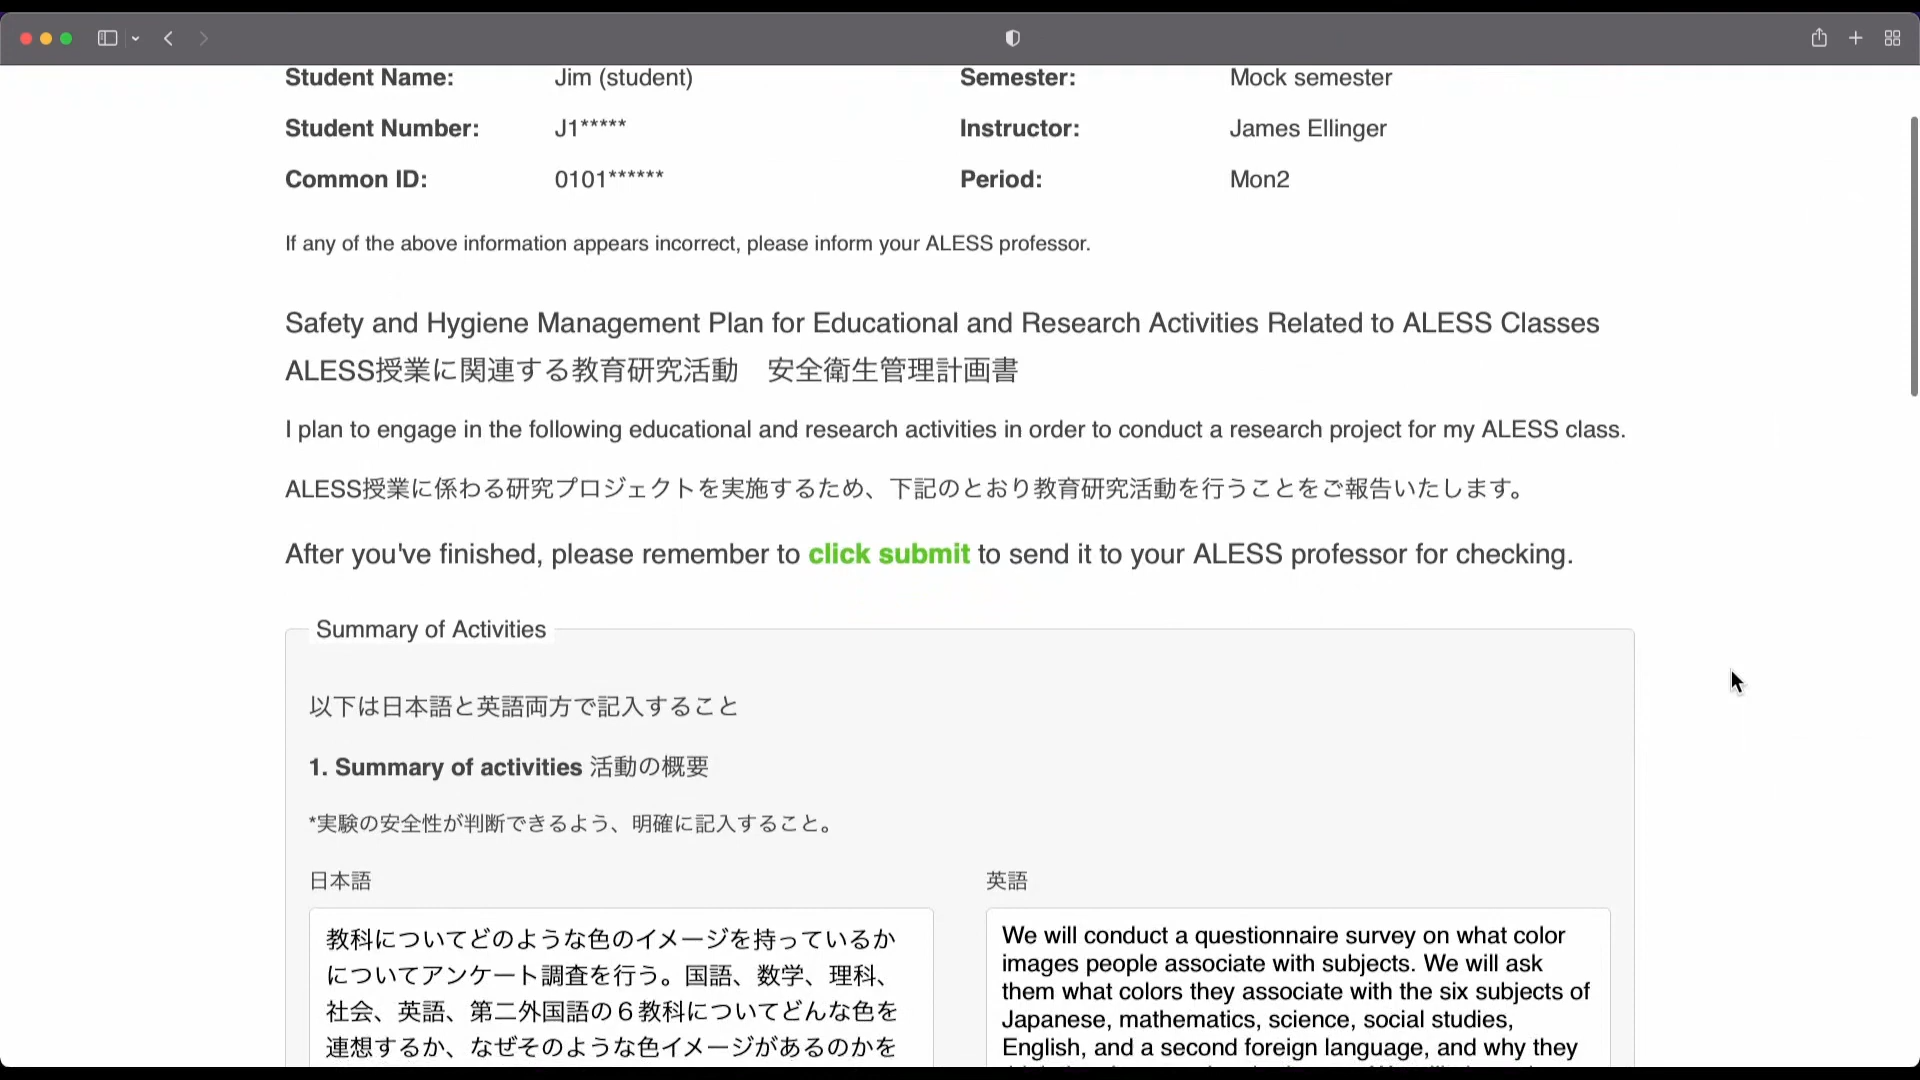 Student Name: Jim (student) Semester: Mock semester
Student Number: J1***** Instructor: James Ellinger
Common ID: 0101****** Period: Mon2
If any of the above information appears incorrect, please inform your ALESS professor.
Safety and Hygiene Management Plan for Educational and Research Activities Related to ALESS Classes
ALESS授業に関連する教育研究活動　安全衛生管理計画書
I plan to engage in the following educational and research activities in order to conduct a research project for my ALESS class.
ALESS授業に係わる研究プロジェクトを実施するため、下記のとおり教育研究活動を行うことをご報告いたします。
After you've finished, please remember to click submit to send it to your ALESS professor for checking.
Summary of Activities
以下は日本語と英語両方で記入すること
1. Summary of activities 活動の概要
*実験の安全性が判断できるよう、明確に記入すること。
日本語
教科についてどのような色のイメージを持っているか
についてアンケート調査を行う。国語、数学、理科、
社会、英語、第二外国語の６教科についてどんな色を
連想するか、なぜそのような色イメージがあるのかを
英語
We will conduct a questionnaire survey on what color
images people associate with subjects. We will ask
them what colors they associate with the six subjects of
Japanese, mathematics, science, social studies,
English, and a second foreign language, and why they